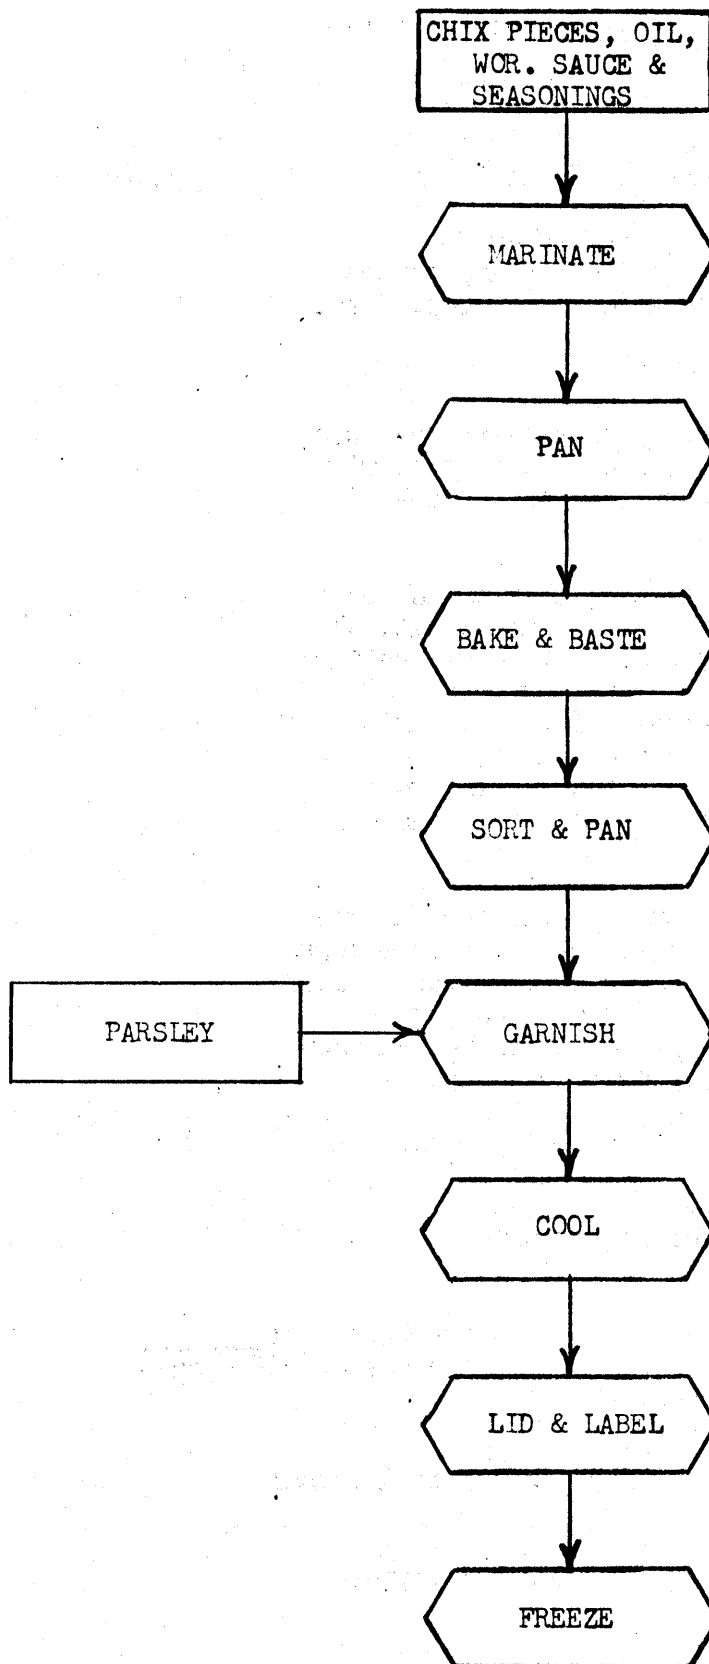 CHIX PIECES, OIL,
WOR. SAUCE &
SEASONINGS
MARINATE
PAN
BAKE & BASTE
SORT & PAN
PARSLEY
GARNISH
COOL
LID & LABEL
FREEZE